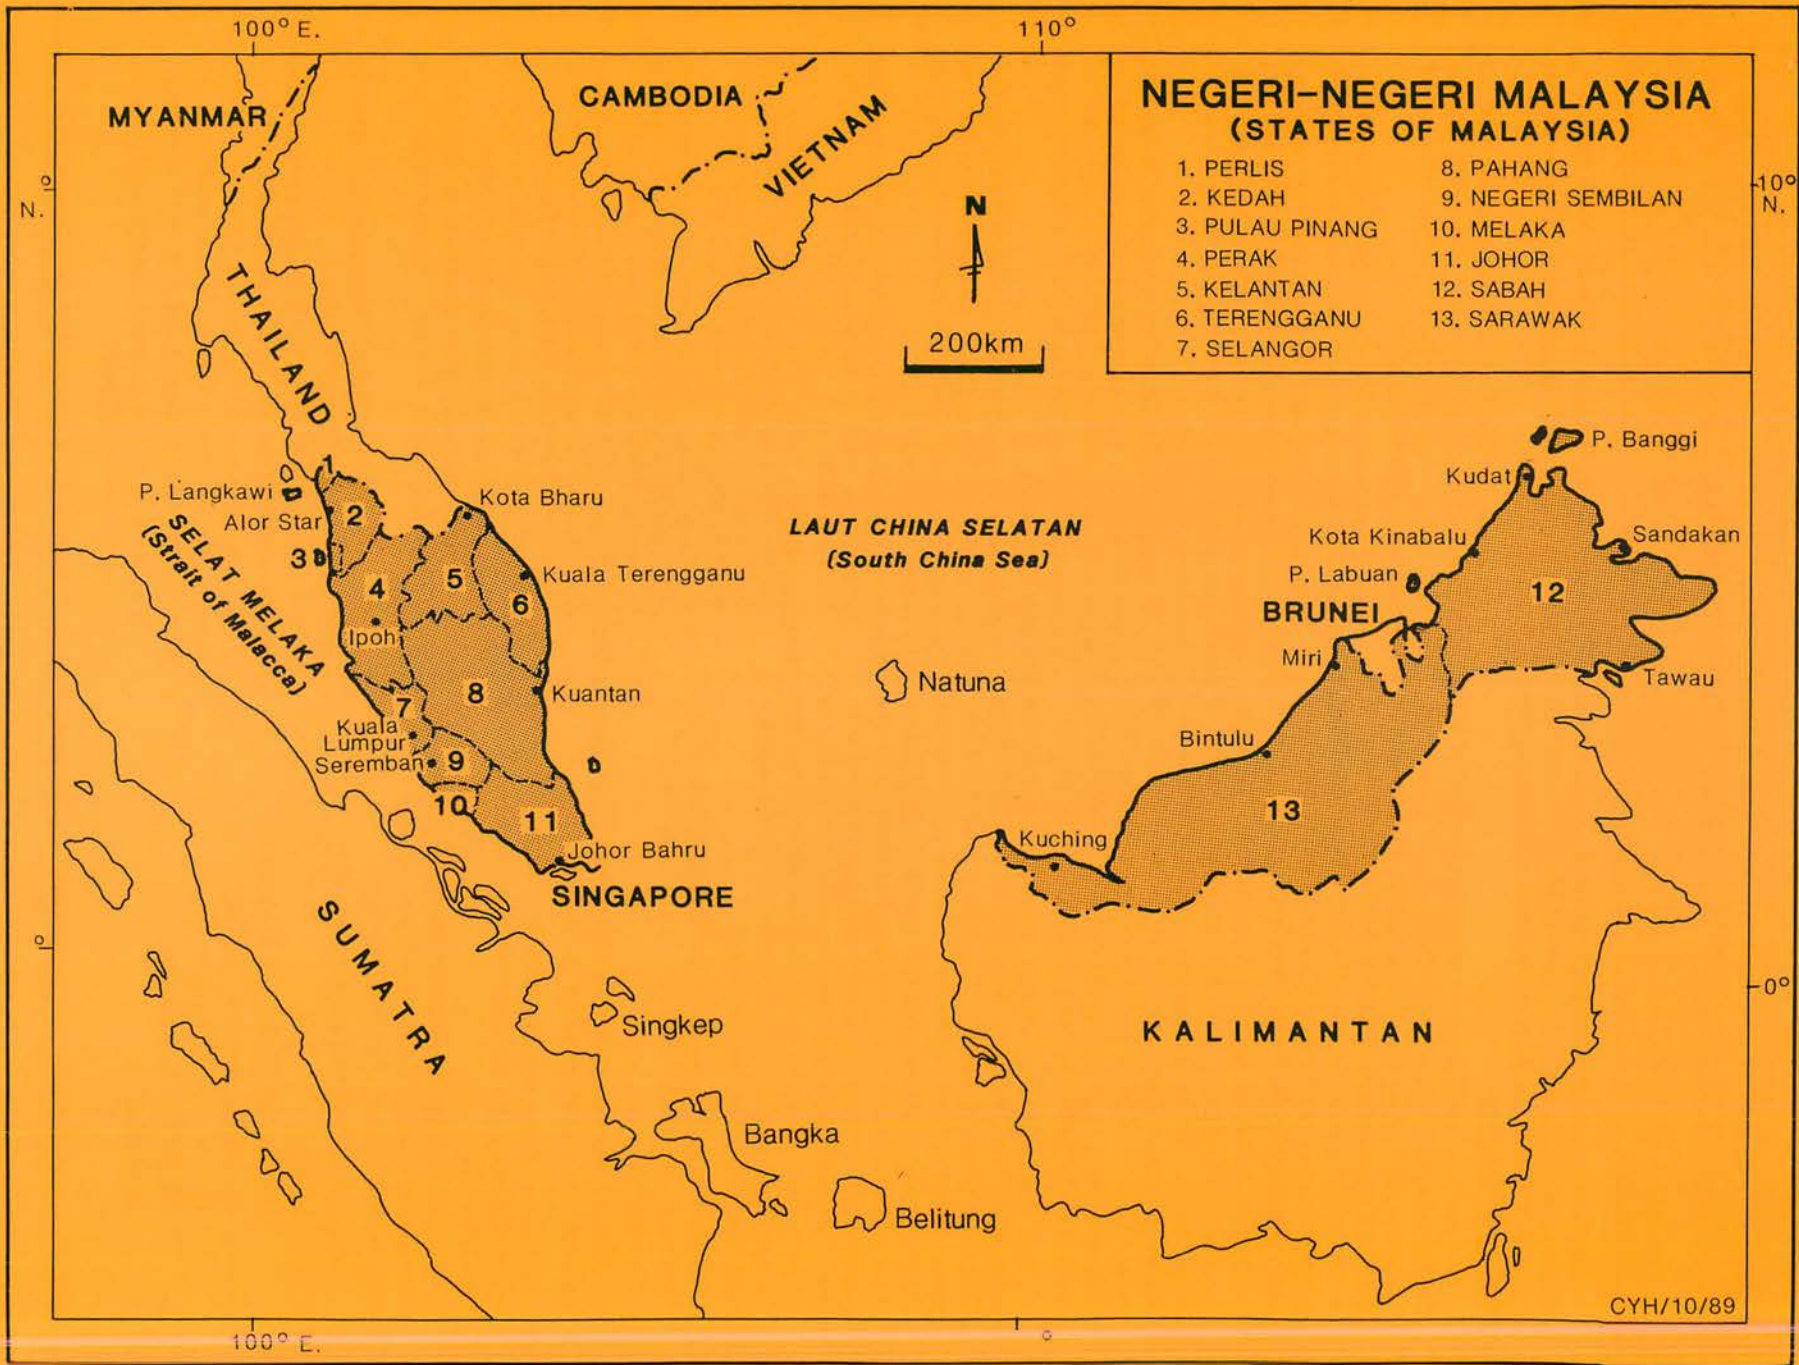 100° E.
110°
NEGERI-NEGERI MALAYSIA
(STATES OF MALAYSIA)
1. PERLIS
2. KEDAH
3. PULAU PINANG
4. PERAK
5. KELANTAN
6. TERENGGANU
7. SELANGOR
8. PAHANG
9. NEGERI SEMBILAN
10. MELAKA
11. JOHOR
12. SABAH
13. SARAWAK
MYANMAR
CAMBODIA
VIETNAM
°
N.
10°
N.
N
200km
THAILAND
P. Banggi
Kudat
1
P. Langkawi
Kota Bharu
Alor Star
2
SELAT MELAKA
(Strait of Malacca)
LAUT CHINA SELATAN
(South China Sea)
Kota Kinabalu
Sandakan
3
4
5
6
Kuala Terengganu
P. Labuan
12
BRUNEI
Ipoh
Miri
Tawau
Natuna
7
8
Kuantan
Kuala
Lumpur
Seremban
9
Bintulu
10
11
13
Johor Bahru
Kuching
SINGAPORE
SUMATRA
°
0°
Singkep
KALIMANTAN
Bangka
Belitung
CYH/10/89
100° E.
°